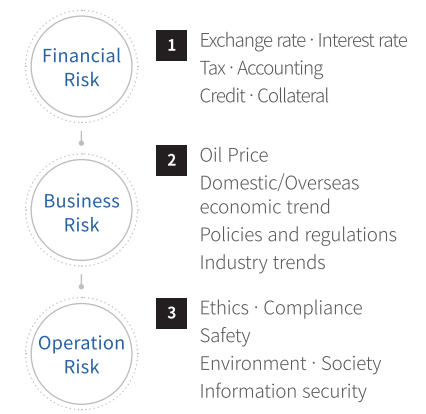 Financial
Risk
1
Exchange rate · Interest rate
Tax · Accounting
Credit · Collateral
Business
Risk
2
Oil Price
Domestic/Overseas
economic trend
Policies and regulations
Industry trends
Operation
Risk
3
Ethics · Compliance
Safety
Environment · Society
Information security